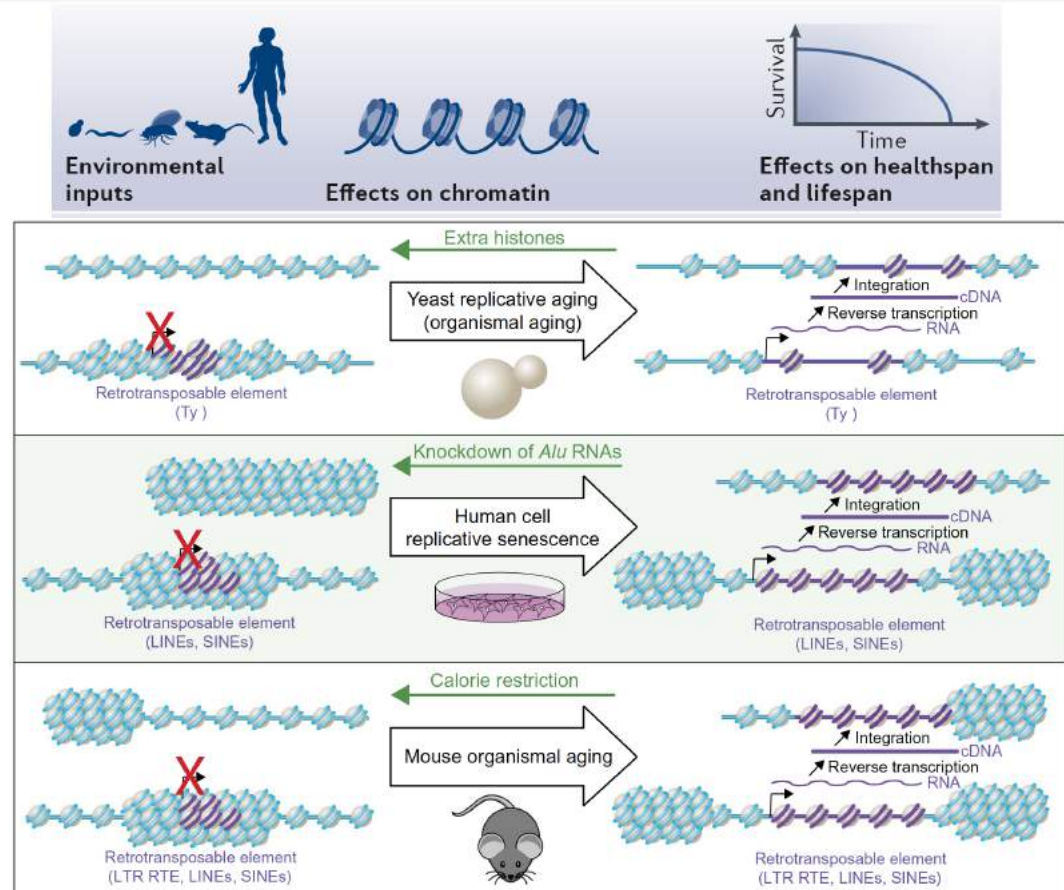 Environmental
inputs
Effects on chromatin
Survival
Time
Effects on healthspan
and lifespan
Extra histones
Yeast replicative aging
(organismal aging)
X
Retrotransposable element
(Ty )
Integration
cDNA
Reverse transcription
RNA
Retrotransposable element
(Ty )
Knockdown of Alu RNAs
Human cell
replicative senescence
X
Retrotransposable element
(LINEs, SINEs)
Integration
cDNA
Reverse transcription
RNA
Retrotransposable element
(LINEs, SINEs)
Calorie restriction
Mouse organismal aging
X
Retrotransposable element
(LTR RTE, LINEs, SINEs)
Integration
cDNA
Reverse transcription
RNA
Retrotransposable element
(LTR RTE, LINEs, SINEs)